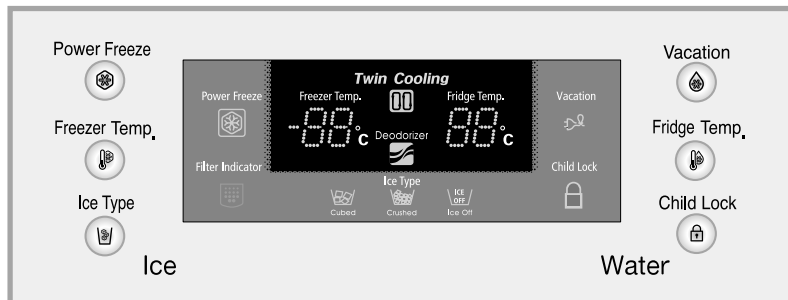 Power Freeze
Freezer Temp.
Ice Type
Ice
Twin Cooling
Power Freeze
Freezer Temp.
Fridge Temp.
Vacation
-88°C
Deodorizer
88°C
Filter Indicator
Child Lock
Ice Type
ICE
OFF
Cubed
Crushed
Ice Off
Vacation
Fridge Temp.
Child Lock
Water